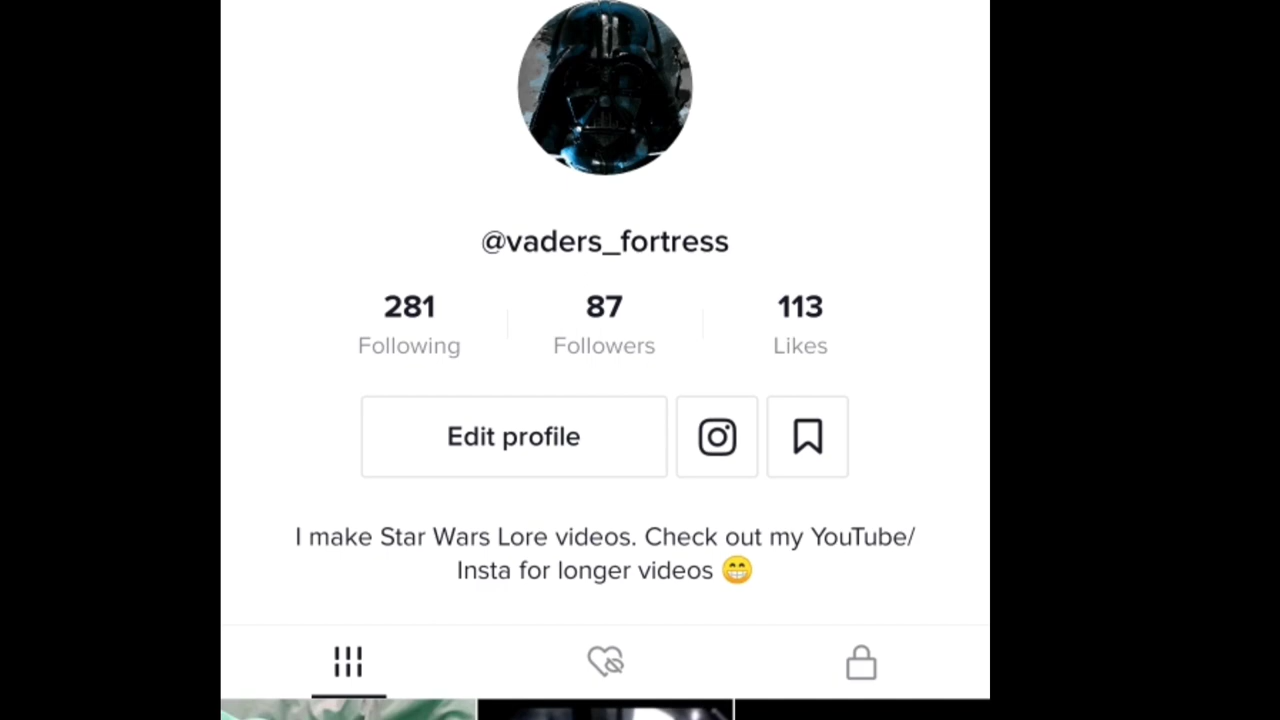 @vaders_fortress
281 87 113
Following Followers Likes
Edit profile
I make Star Wars Lore videos. Check out my YouTube/
Insta for longer videos 😁